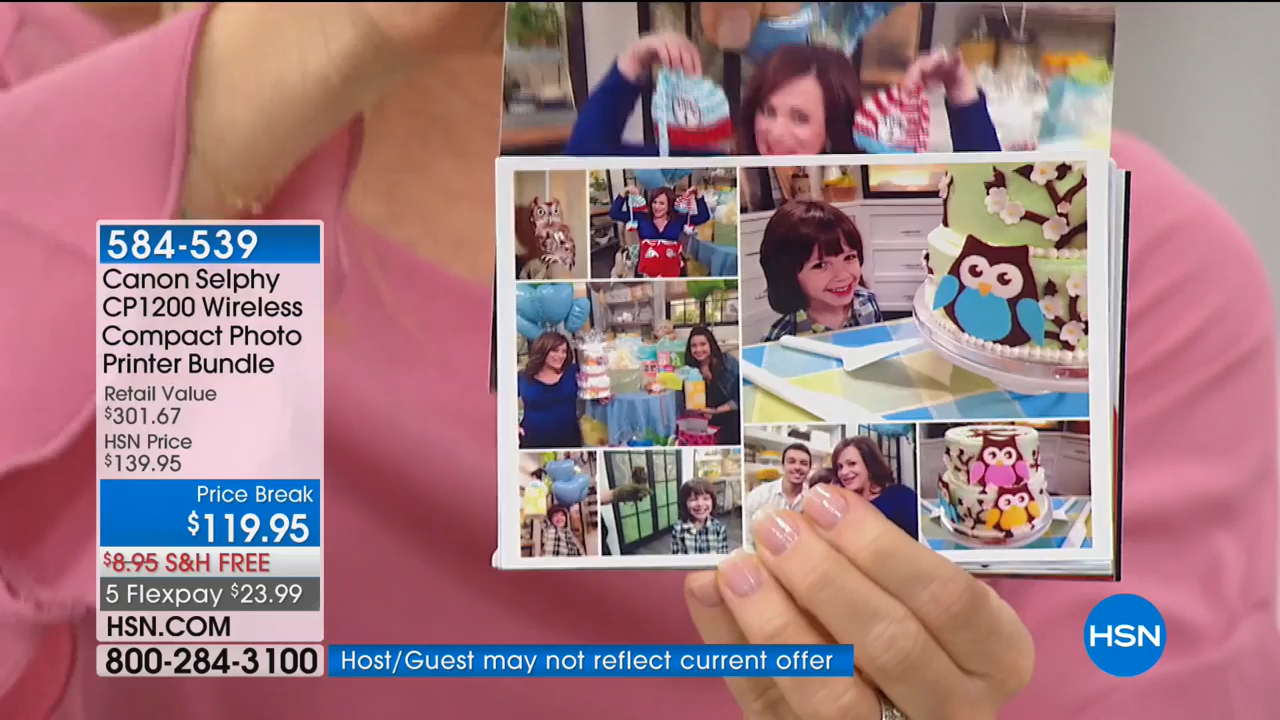 584-539
Canon Selphy
CP1200 Wireless
Compact Photo
Printer Bundle
Retail Value
$301.67
HSN Price
$139.95
Price Break
$119.95
$8.95 S&H FREE
5 Flexpay $23.99
HSN.COM
800-284-3100
Host/Guest may not reflect current offer
HSN